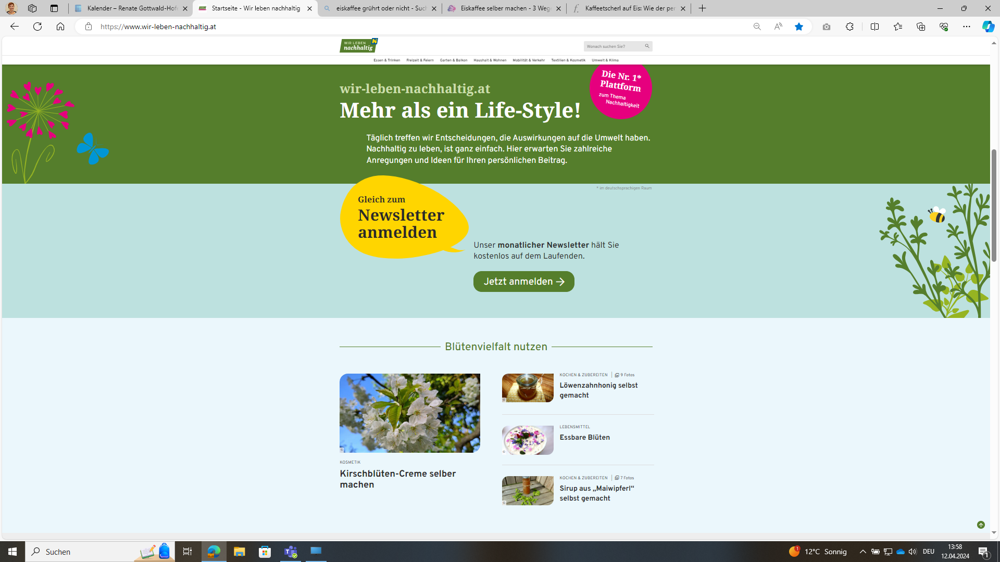 Kalender – Renate Gottwald-Hofe
Startseite - Wir leben nachhaltig
eiskaffee grührt oder nicht - Such
Eiskaffee selber machen - 3 Wege
Kaffeetscherl auf Eis: Wie der per
https://www.wir-leben-nachhaltig.at
WIR LEBEN
nachhaltig
Wonach suchen Sie?
Essen & Trinken Freizeit & Feiern Garten & Balkon Haushalt & Wohnen Mobilität & Verkehr Textilien & Kosmetik Umwelt & Klima
Die Nr. 1*
Plattform
zum Thema
Nachhaltigkeit
wir-leben-nachhaltig.at
Mehr als ein Life-Style!
Täglich treffen wir Entscheidungen, die Auswirkungen auf die Umwelt haben.
Nachhaltig zu leben, ist ganz einfach. Hier erwarten Sie zahlreiche
Anregungen und Ideen für Ihren persönlichen Beitrag.
* im deutschsprachigen Raum
Gleich zum
Newsletter
anmelden
Unser monatlicher Newsletter hält Sie
kostenlos auf dem Laufenden.
Jetzt anmelden →
Blütenvielfalt nutzen
©
KOSMETIK
Kirschblüten-Creme selber
machen
KOCHEN & ZUBEREITEN | 9 Fotos
Löwenzahnhonig selbst
gemacht
©
LEBENSMITTEL
Essbare Blüten
©
KOCHEN & ZUBEREITEN | 7 Fotos
Sirup aus „Maiwipferl“
selbst gemacht
©
Suchen
1
12°C Sonnig
DEU
13:58
12.04.2024
1